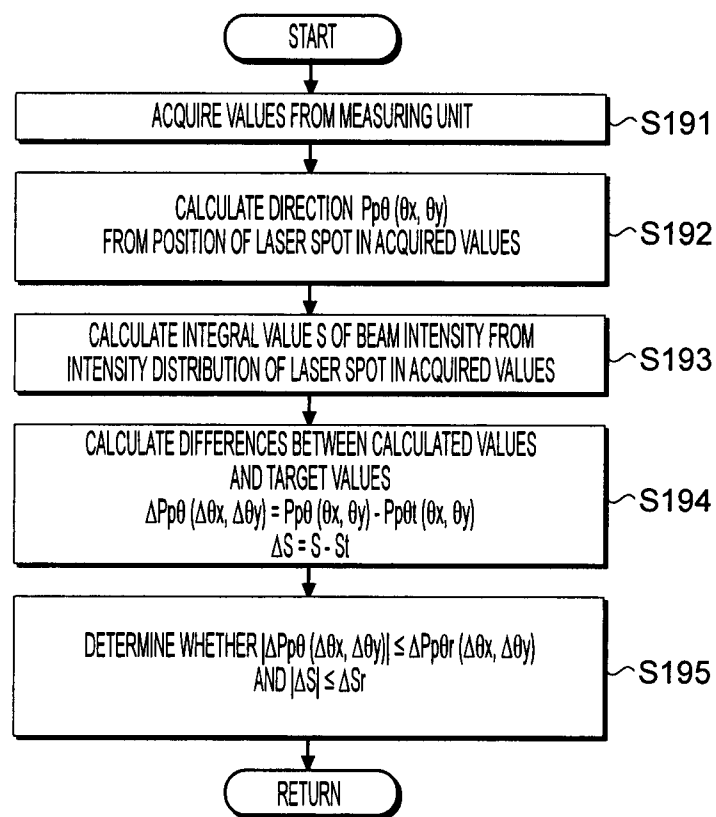 START
ACQUIRE VALUES FROM MEASURING UNIT
S191
CALCULATE DIRECTION Ppθ (θx, θy)
FROM POSITION OF LASER SPOT IN ACQUIRED VALUES
S192
CALCULATE INTEGRAL VALUE S OF BEAM INTENSITY FROM
INTENSITY DISTRIBUTION OF LASER SPOT IN ACQUIRED VALUES
S193
CALCULATE DIFFERENCES BETWEEN CALCULATED VALUES
AND TARGET VALUES
ΔPpθ (Δθx, Δθy) = Ppθ (θx, θy) - Ppθt (θx, θy)
ΔS = S - St
S194
DETERMINE WHETHER |ΔPpθ (Δθx, Δθy)| ≤ ΔPpθr (Δθx, Δθy)
AND |ΔS| ≤ ΔSr
S195
RETURN